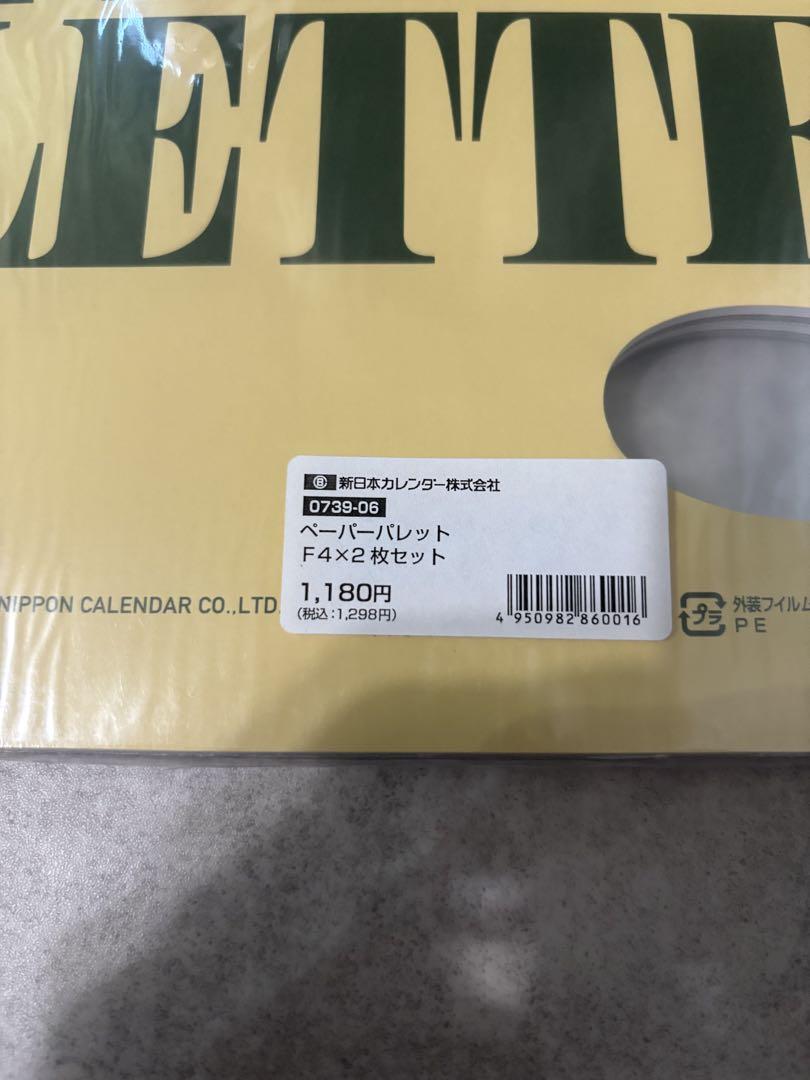 LETTE
新日本カレンダー株式会社
0739-06
ペーパーパレット
F4×2枚セット
1,180円
(税込:1,298円)
4 950982 860016
NIPPON CALENDAR CO.,LTD.
プラ
外装フィルム
PE